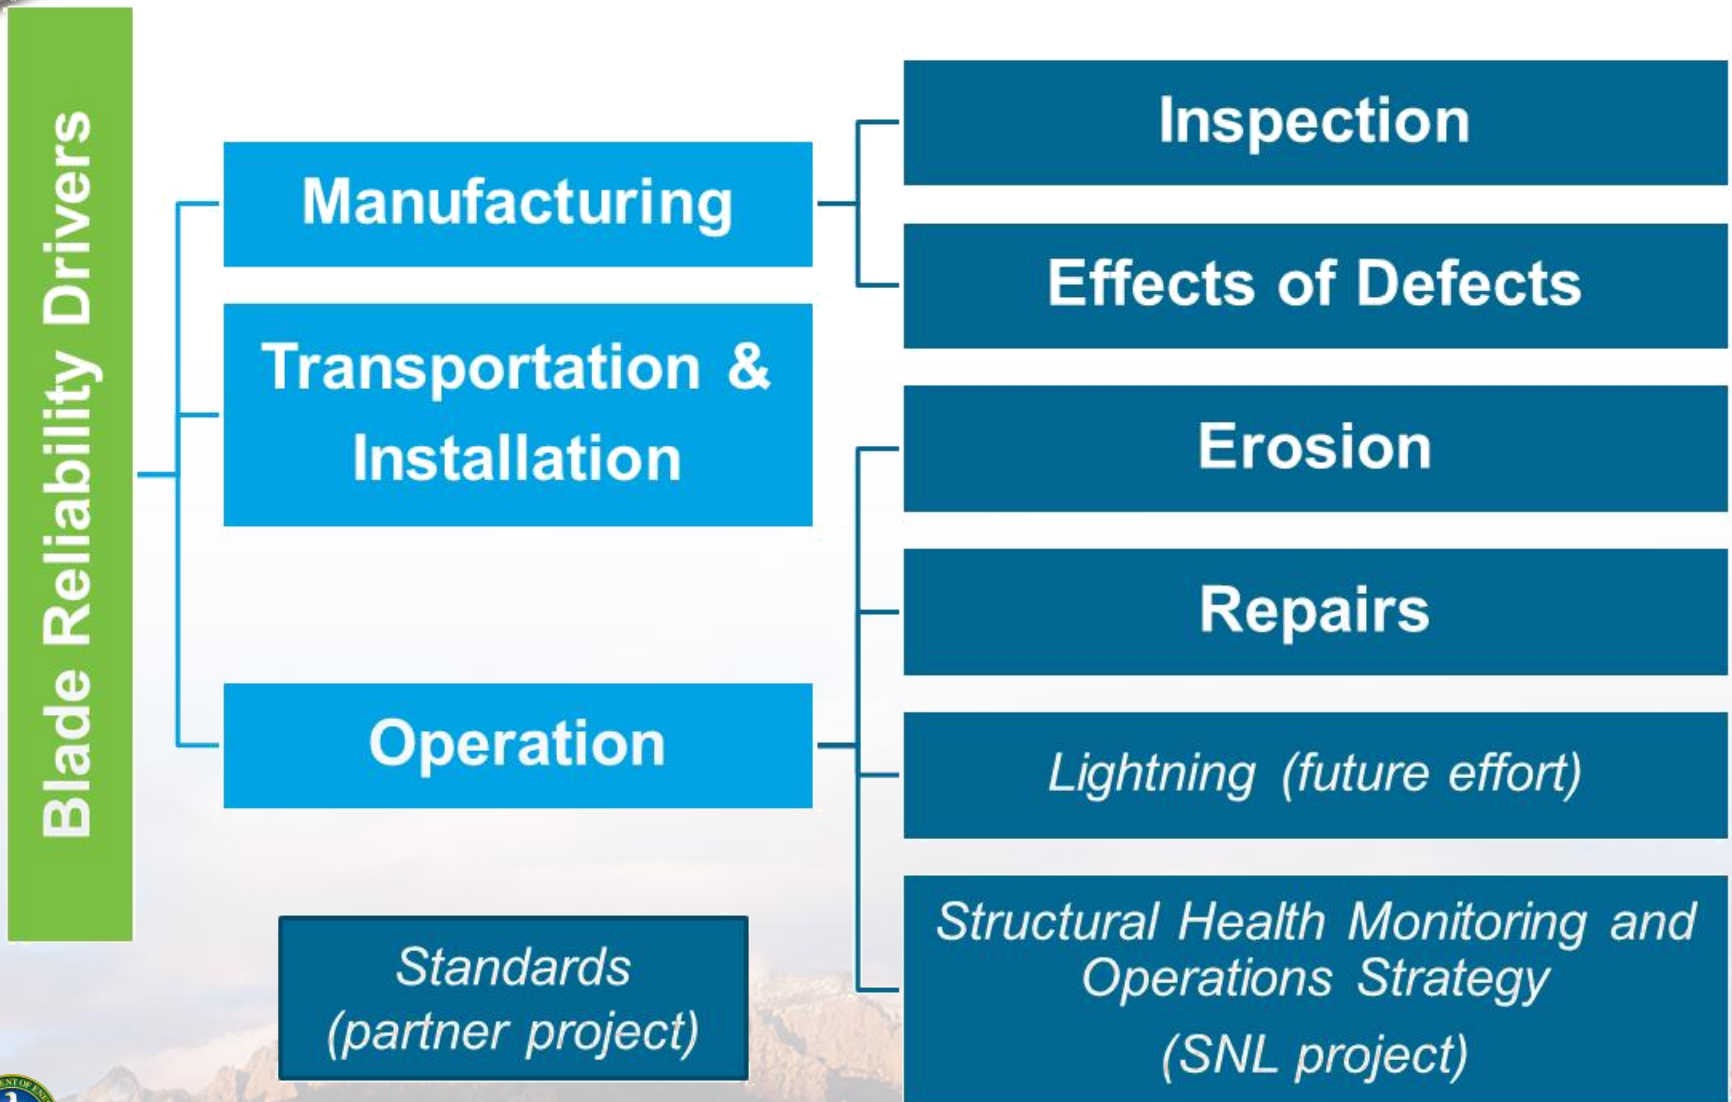 Blade Reliability Drivers
Manufacturing
Transportation &
Installation
Operation
Standards
(partner project)
Inspection
Effects of Defects
Erosion
Repairs
Lightning (future effort)
Structural Health Monitoring and
Operations Strategy
(SNL project)